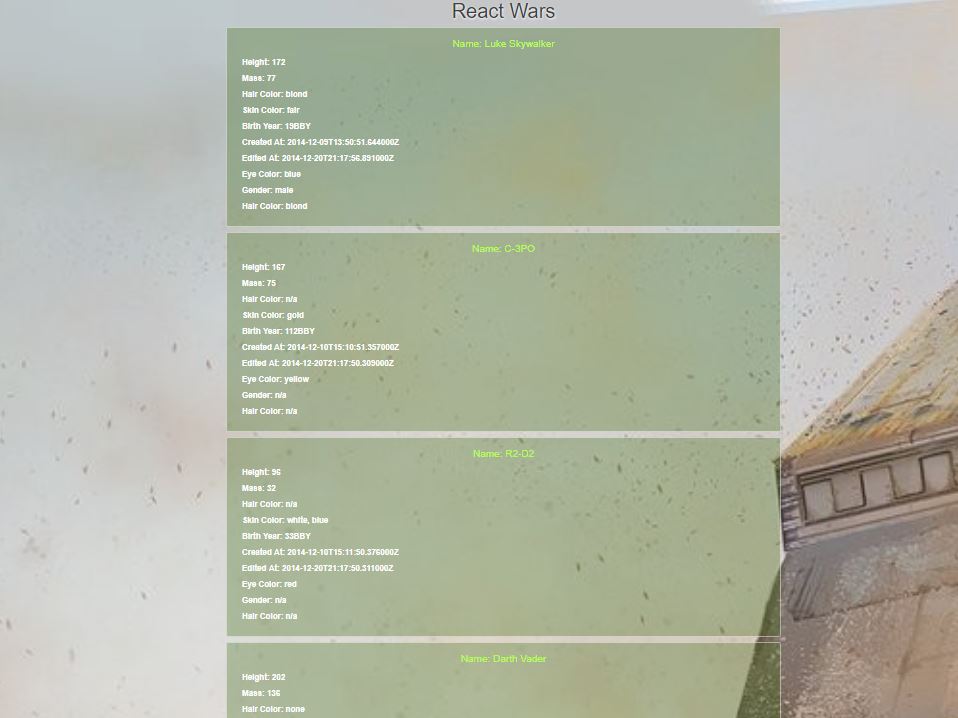 React Wars
Name: Luke Skywalker
Height: 172
Mass: 77
Hair Color: blond
Skin Color: fair
Birth Year: 19BBY
Created At: 2014-12-09T13:50:51.644000Z
Edited At: 2014-12-20T21:17:56.891000Z
Eye Color: blue
Gender: male
Hair Color: blond
Name: C-3PO
Height: 167
Mass: 75
Hair Color: n/a
Skin Color: gold
Birth Year: 112BBY
Created At: 2014-12-10T15:10:51.357000Z
Edited At: 2014-12-20T21:17:50.309000Z
Eye Color: yellow
Gender: n/a
Hair Color: n/a
Name: R2-D2
Height: 96
Mass: 32
Hair Color: n/a
Skin Color: white, blue
Birth Year: 33BBY
Created At: 2014-12-10T15:11:50.376000Z
Edited At: 2014-12-20T21:17:50.311000Z
Eye Color: red
Gender: n/a
Hair Color: n/a
Name: Darth Vader
Height: 202
Mass: 136
Hair Color: none